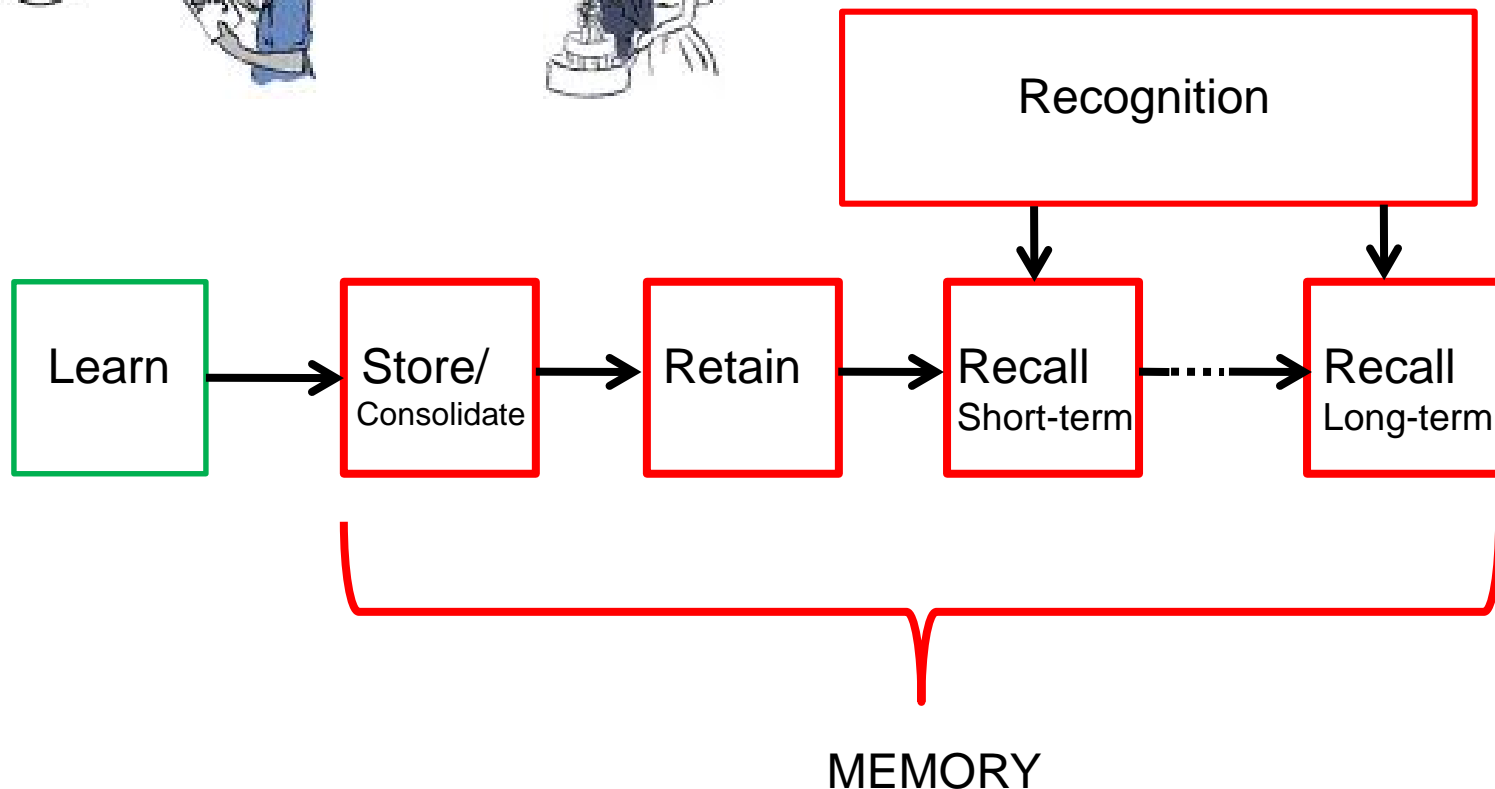 Recognition
Learn
Store/
Consolidate
Retain
Recall
Short-term
Recall
Long-term
MEMORY